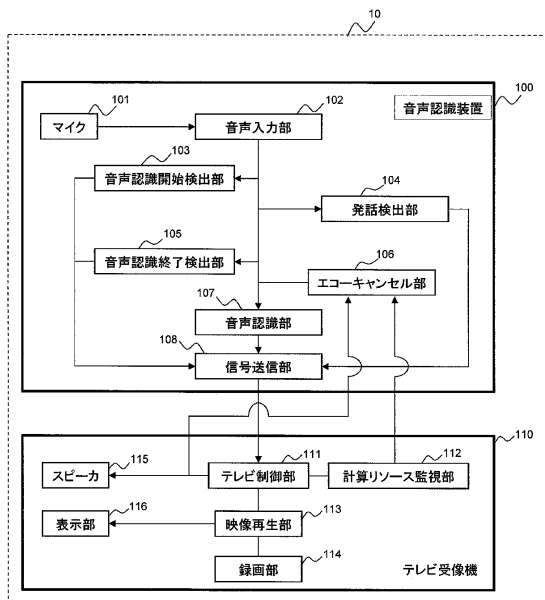 10
100
音声認識装置
101
マイク
102
音声入力部
103
音声認識開始検出部
104
発話検出部
105
音声認識終了検出部
106
エコーキャンセル部
107
音声認識部
108
信号送信部
110
115
スピーカ
111
テレビ制御部
112
計算リソース監視部
116
表示部
113
映像再生部
114
録画部
テレビ受像機